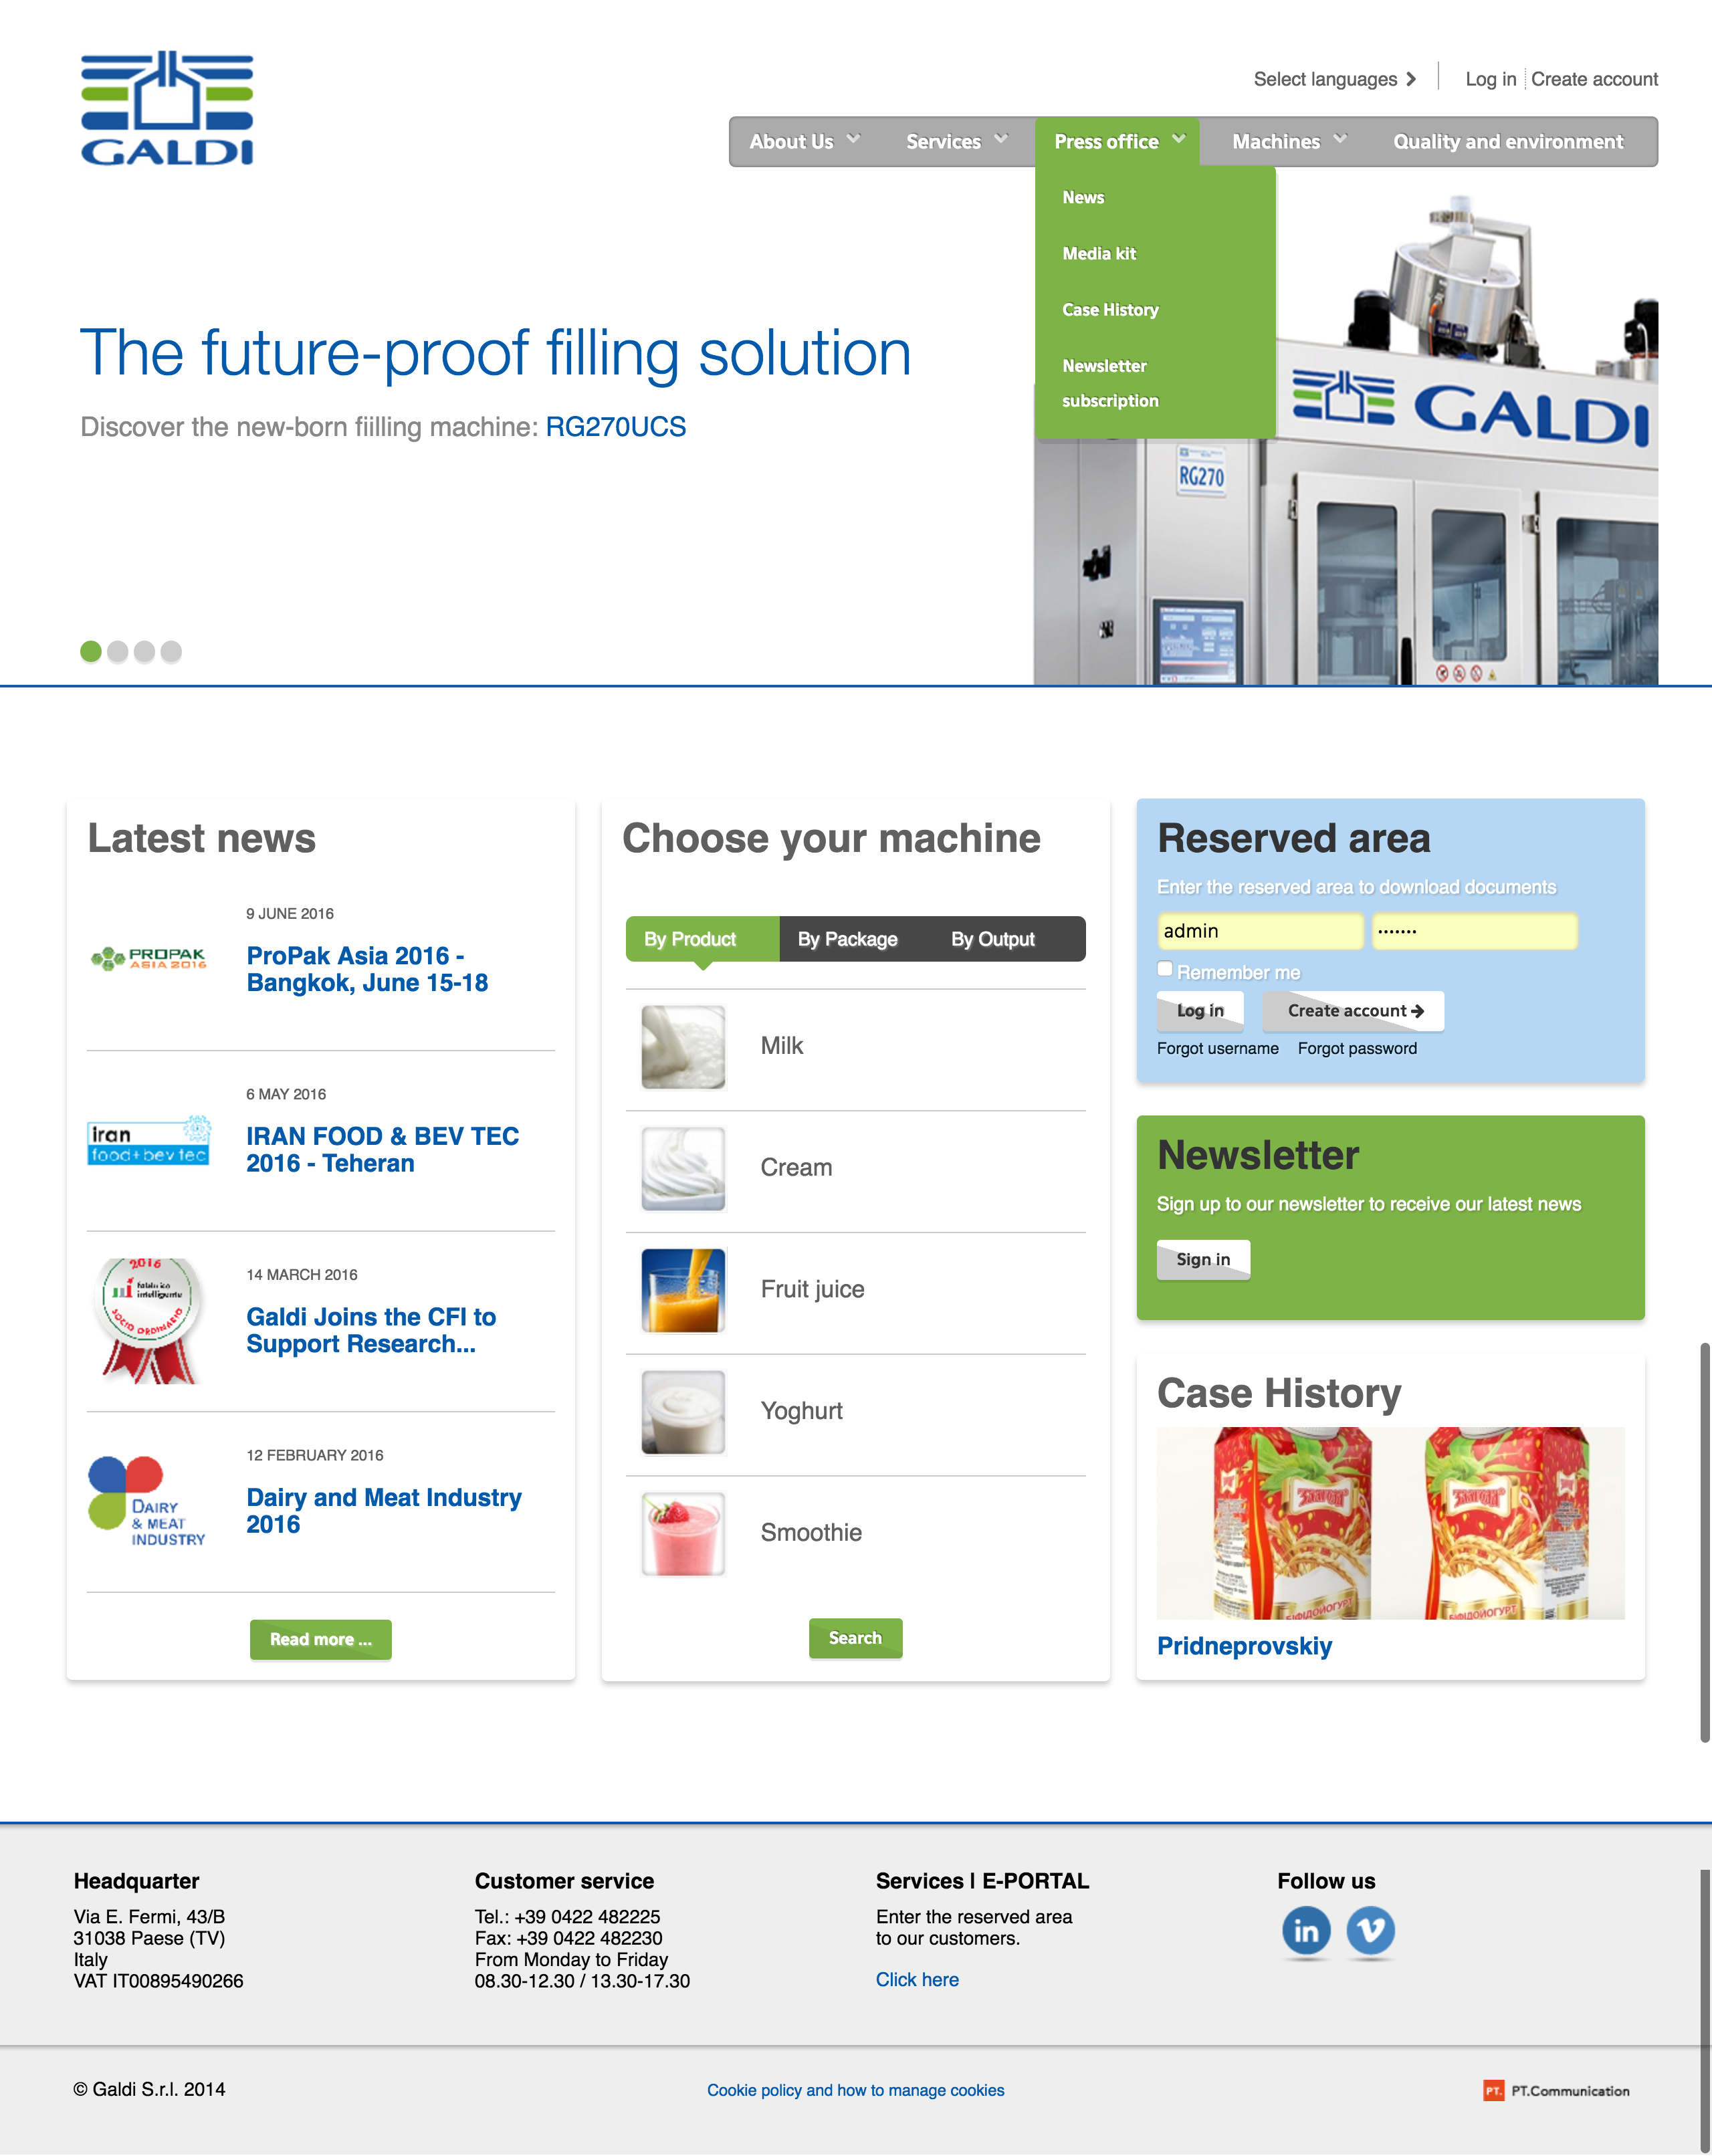 GALDI
Select languages
Log in
Create account
About Us
Services
Press office
Machines
Quality and environment
News
Media kit
Case History
Newsletter
subscription
The future-proof filling solution
Discover the new-born fiilling machine: RG270UCS
GALDI
RG270
Latest news
9 JUNE 2016
PROPAK
ASIA 2016
ProPak Asia 2016 -
Bangkok, June 15-18
6 MAY 2016
iran
food+bev tec
IRAN FOOD & BEV TEC
2016 - Teheran
14 MARCH 2016
2016
fabbrica
intelligente
SOCIO ORDINARIO
Galdi Joins the CFI to
Support Research...
12 FEBRUARY 2016
DAIRY
& MEAT
INDUSTRY
Dairy and Meat Industry
2016
Read more ...
Choose your machine
By Product
By Package
By Output
Milk
Cream
Fruit juice
Yoghurt
Smoothie
Search
Reserved area
Enter the reserved area to download documents
admin
•••••••
Remember me
Log in
Create account
Forgot username
Forgot password
Newsletter
Sign up to our newsletter to receive our latest news
Sign in
Case History
Pridneprovskiy
Headquarter
Via E. Fermi, 43/B
31038 Paese (TV)
Italy
VAT IT00895490266
Customer service
Tel.: +39 0422 482225
Fax: +39 0422 482230
From Monday to Friday
08.30-12.30 / 13.30-17.30
Services | E-PORTAL
Enter the reserved area
to our customers.
Click here
Follow us
in
© Galdi S.r.l. 2014
Cookie policy and how to manage cookies
PT. PT.Communication